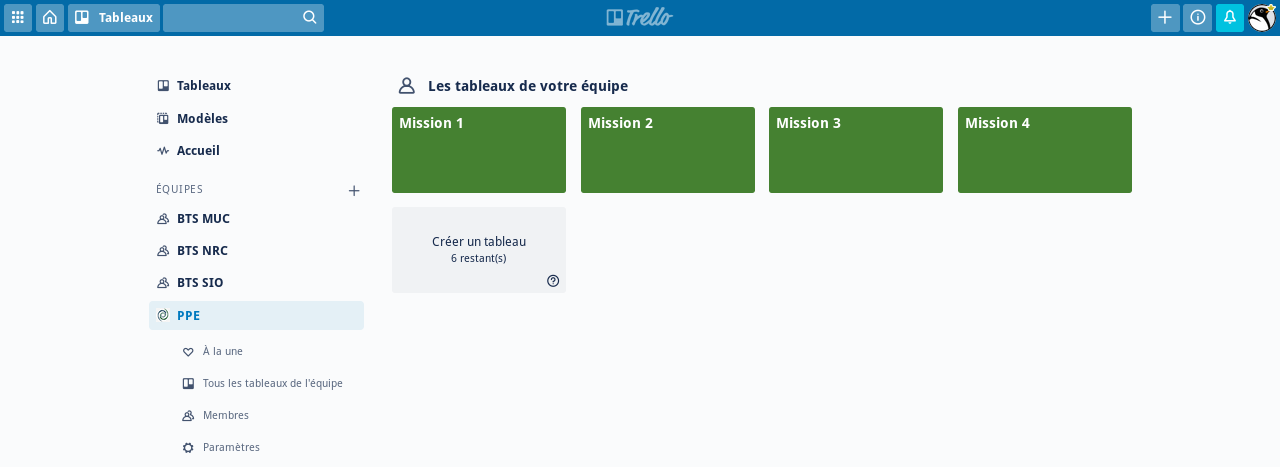 Tableaux
Trello
Tableaux
Modèles
Accueil
ÉQUIPES
BTS MUC
BTS NRC
BTS SIO
PPE
À la une
Tous les tableaux de l'équipe
Membres
Paramètres
Les tableaux de votre équipe
Mission 1
Mission 2
Mission 3
Mission 4
Créer un tableau
6 restant(s)